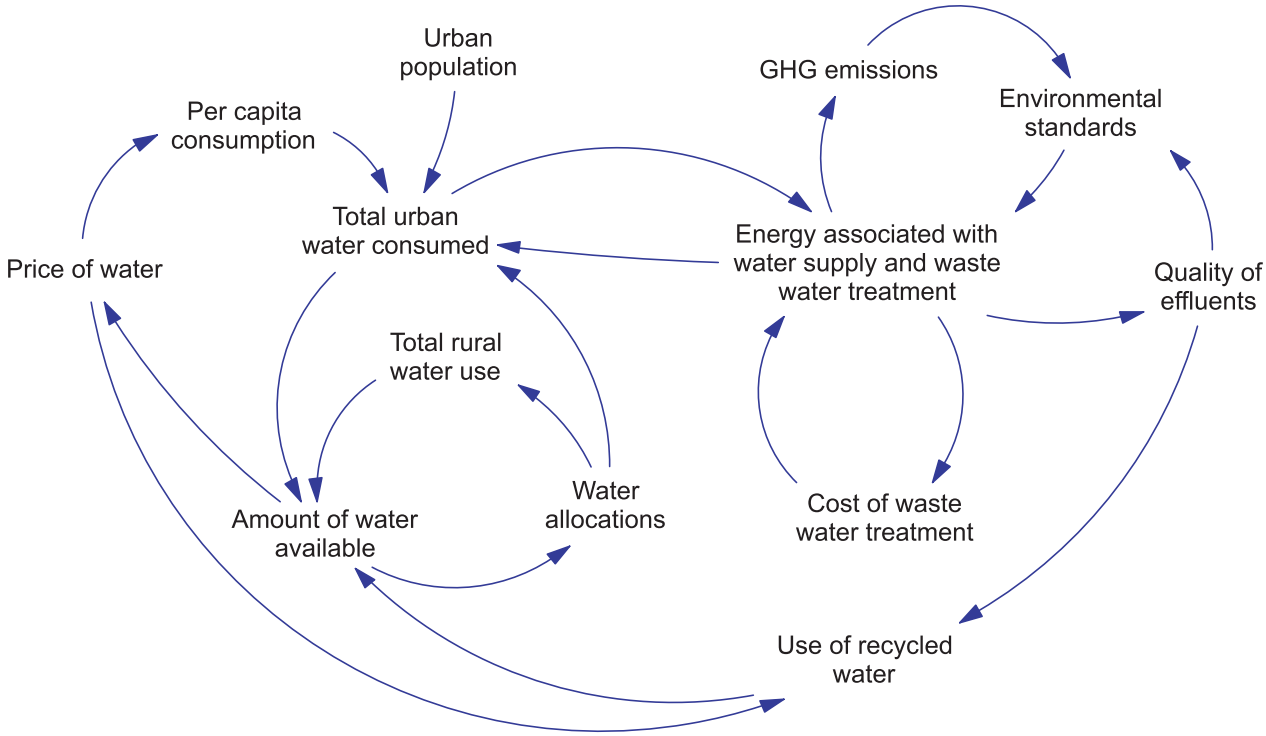 Urban
population
GHG emissions
Environmental
standards
Per capita
consumption
Total urban
water consumed
Energy associated with
water supply and waste
water treatment
Price of water
Quality of
effluents
Total rural
water use
Water
allocations
Amount of water
available
Cost of waste
water treatment
Use of recycled
water